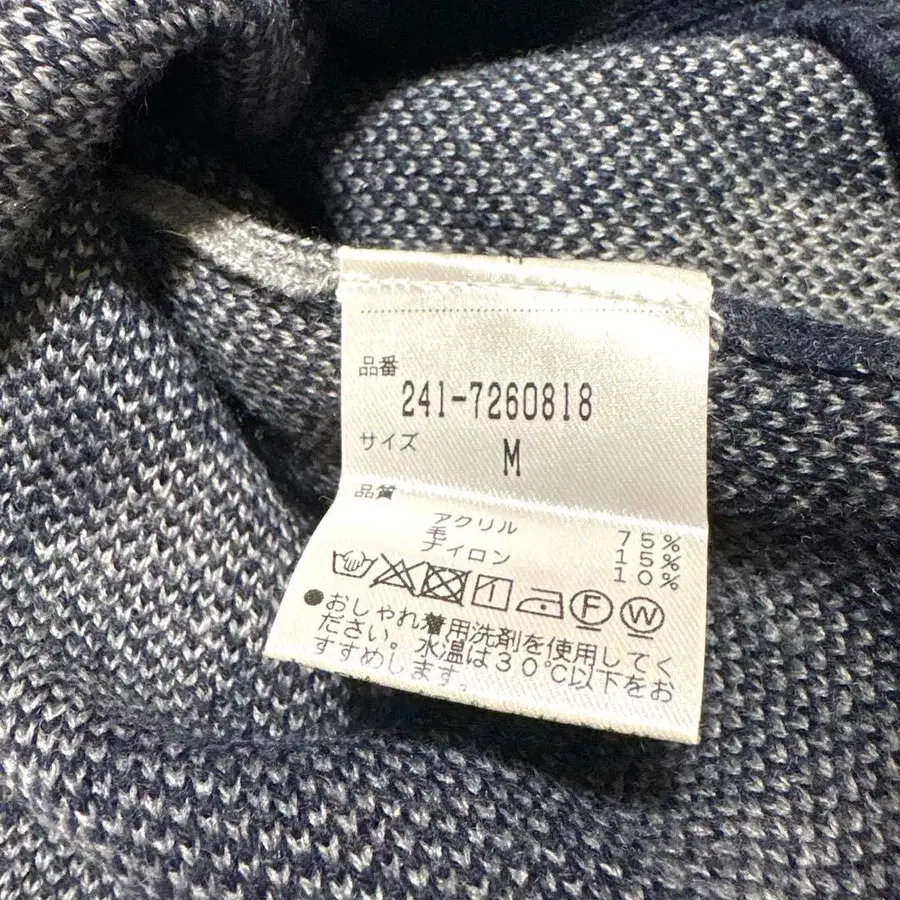 品番
241-7260818
サイズ
M
品質
アクリル 75%
毛 15%
ナイロン 10%
F W
●おしゃれ着用洗剤を使用してく
ださい。水温は30℃以下をお
すすめします。